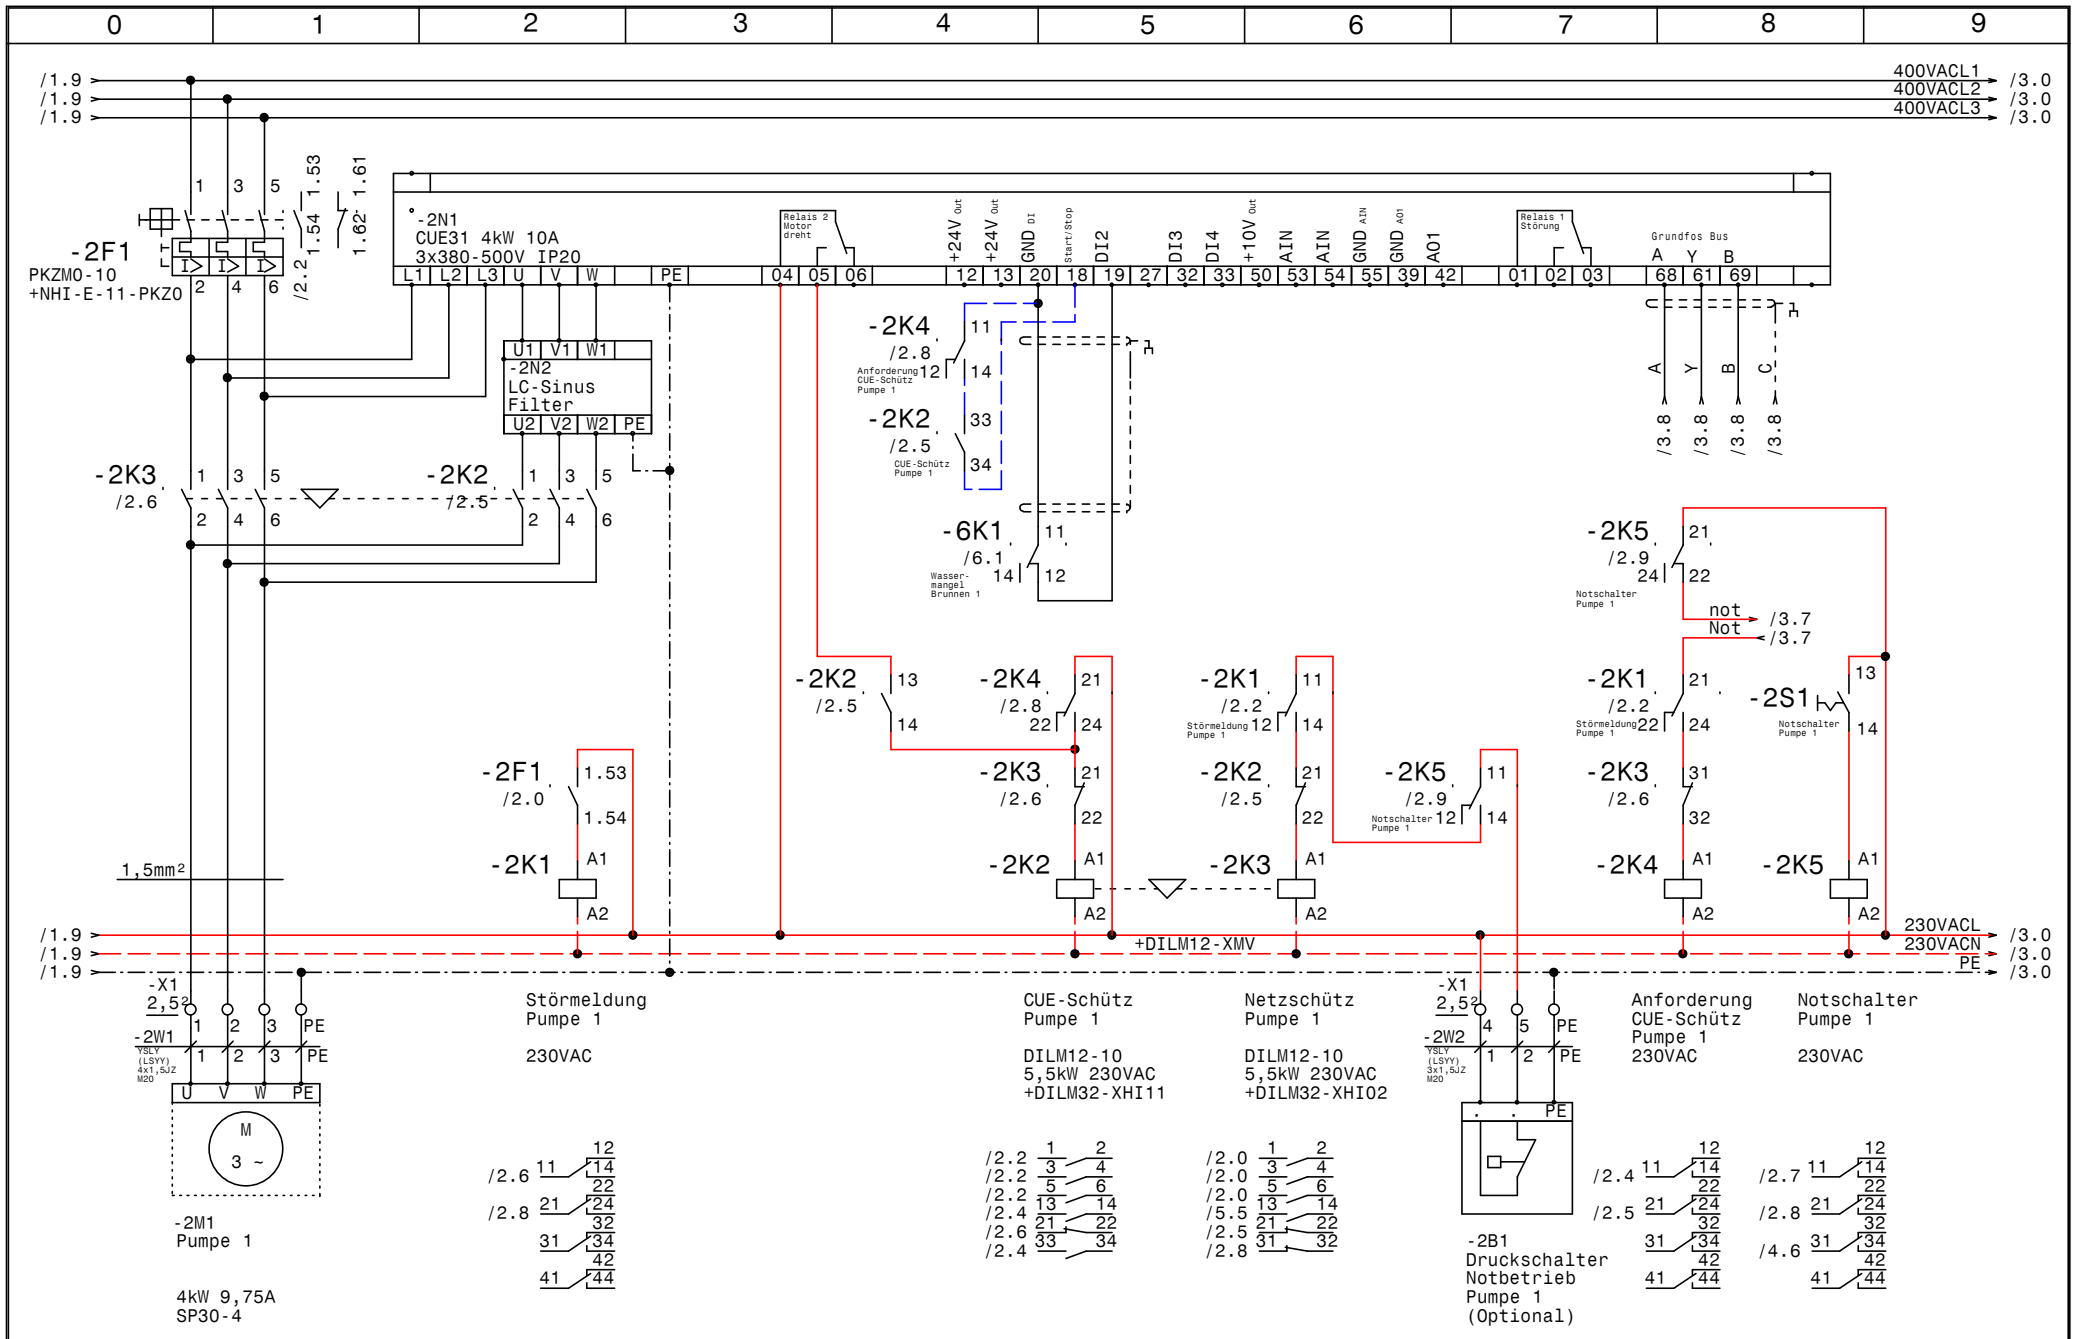 0 1 2 3 4 5 6 7 8 9
/1.9 400VACL1 /3.0
/1.9 400VACL2 /3.0
/1.9 400VACL3 /3.0
1 3 5 1.53 1.61
1.54 1.62
-2F1
PKZM0-10
+NHI-E-11-PKZ0
I> I> I>
2 4 6 /2.2
-2N1
CUE31 4kW 10A
3x380-500V IP20
Relais 2
Motor
dreht
+24V Out
+24V Out
GND DI
Start/Stop
DI2
DI3
DI4
+10V Out
AIN
AIN
GND AIN
GND AO1
AO1
Relais 1
Störung
Grundfos Bus
A Y B
L1 L2 L3 U V W PE 04 05 06 12 13 20 18 19 27 32 33 50 53 54 55 39 42 01 02 03 68 61 69
U1 V1 W1
-2N2
LC-Sinus
Filter
U2 V2 W2 PE
-2K4 11
/2.8
Anforderung
CUE-Schütz
Pumpe 1
12 14
-2K2 33
/2.5
CUE-Schütz
Pumpe 1
34
A Y B C
/3.8 /3.8 /3.8 /3.8
-2K3 1 3 5
/2.6
2 4 6
-2K2 1 3 5
/2.5
2 4 6
-6K1 11
/6.1
14 12
Wasser-
mangel
Brunnen 1
-2K5 21
/2.9
24 22
Notschalter
Pumpe 1
not /3.7
Not /3.7
-2K2 13
/2.5
14
-2K4 21
/2.8
22 24
-2K1 11
/2.2
Störmeldung
Pumpe 1
12 14
-2K1 21
/2.2
Störmeldung
Pumpe 1
22 24
-2S1 13
Notschalter
Pumpe 1
14
-2F1 1.53
/2.0
1.54
-2K3 21
/2.6
22
-2K2 21
/2.5
22
-2K5 11
/2.9
Notschalter
Pumpe 1
12 14
-2K3 31
/2.6
32
1,5mm²
-2K1 A1
A2
-2K2 A1
A2
-2K3 A1
A2
-2K4 A1
A2
-2K5 A1
A2
/1.9 230VACL /3.0
/1.9 +DILM12-XMV 230VACN /3.0
/1.9 PE /3.0
-X1
2,5²
1 2 3 PE
-2W1
YSLY
(LSYY)
4x1,5JZ
M20
1 2 3 PE
U V W PE
M
3 ~
-2M1
Pumpe 1
4kW 9,75A
SP30-4
Störmeldung
Pumpe 1
230VAC
CUE-Schütz
Pumpe 1
DILM12-10
5,5kW 230VAC
+DILM32-XHI11
Netzschütz
Pumpe 1
DILM12-10
5,5kW 230VAC
+DILM32-XHI02
-X1
2,5²
4 5 PE
-2W2
YSLY
(LSYY)
3x1,5JZ
M20
1 2 PE
PE
-2B1
Druckschalter
Notbetrieb
Pumpe 1
(Optional)
Anforderung
CUE-Schütz
Pumpe 1
230VAC
Notschalter
Pumpe 1
230VAC
12
/2.6 11 14
22
/2.8 21 24
32
31 34
42
41 44
/2.2 1 2
/2.2 3 4
/2.2 5 6
/2.4 13 14
/2.6 21 22
/2.4 33 34
/2.0 1 2
/2.0 3 4
/2.0 5 6
/5.5 13 14
/2.5 21 22
/2.8 31 32
12
/2.4 11 14
22
/2.5 21 24
32
31 34
42
41 44
12
/2.7 11 14
22
/2.8 21 24
32
/4.6 31 34
42
41 44